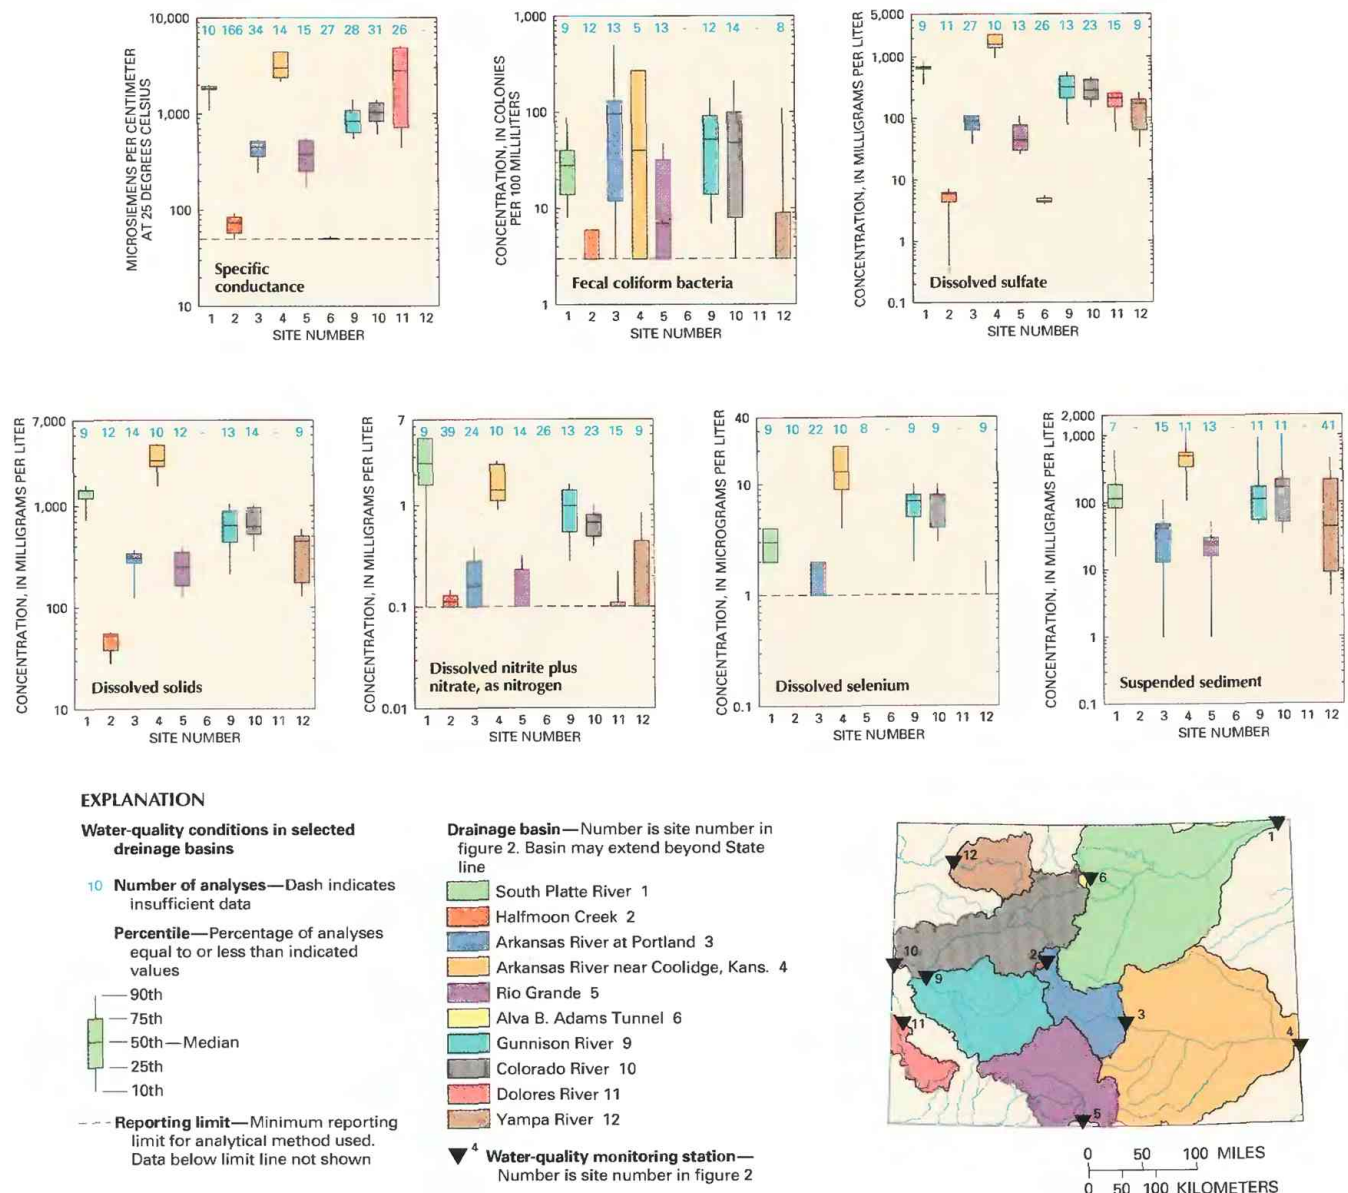 MICROSIEMENS PER CENTIMETER
AT 25 DEGREES CELSIUS
10,000
1,000
100
10
10 166 34 14 15 27 28 31 26 -
Specific
conductance
1 2 3 4 5 6 9 10 11 12
SITE NUMBER
CONCENTRATION, IN COLONIES
PER 100 MILLILITERS
1,000
100
10
1
9 12 13 5 13 - 12 14 - 8
Fecal coliform bacteria
1 2 3 4 5 6 9 10 11 12
SITE NUMBER
CONCENTRATION, IN MILLIGRAMS PER LITER
5,000
1,000
100
10
1
0.1
9 11 27 10 13 26 13 23 15 9
Dissolved sulfate
1 2 3 4 5 6 9 10 11 12
SITE NUMBER
CONCENTRATION, IN MILLIGRAMS PER LITER
7,000
1,000
100
10
9 12 14 10 12 - 13 14 - 9
Dissolved solids
1 2 3 4 5 6 9 10 11 12
SITE NUMBER
CONCENTRATION, IN MILLIGRAMS PER LITER
7
1
0.1
0.01
9 39 24 10 14 26 13 23 15 9
Dissolved nitrite plus
nitrate, as nitrogen
1 2 3 4 5 6 9 10 11 12
SITE NUMBER
CONCENTRATION, IN MICROGRAMS PER LITER
40
10
1
0.1
9 10 22 10 8 - 9 9 - 9
Dissolved selenium
1 2 3 4 5 6 9 10 11 12
SITE NUMBER
CONCENTRATION, IN MILLIGRAMS PER LITER
2,000
1,000
100
10
1
0.1
7 - 15 11 13 - 11 11 - 41
Suspended sediment
1 2 3 4 5 6 9 10 11 12
SITE NUMBER
EXPLANATION
Water-quality conditions in selected
dreinage basins
10 Number of analyses—Dash indicates
insufficient data
Percentile—Percentage of analyses
equal to or less than indicated
values
90th
75th
50th—Median
25th
10th
Reporting limit—Minimum reporting
limit for analytical method used.
Data below limit line not shown
Drainage basin—Number is site number in
figure 2. Basin may extend beyond State
line
South Platte River 1
Halfmoon Creek 2
Arkansas River at Portland 3
Arkansas River near Coolidge, Kans. 4
Rio Grande 5
Alva B. Adams Tunnel 6
Gunnison River 9
Colorado River 10
Dolores River 11
Yampa River 12
4 Water-quality monitoring station—
Number is site number in figure 2
1
12
6
10
2
9
11
3
4
5
0 50 100 MILES
0 50 100 KILOMETERS